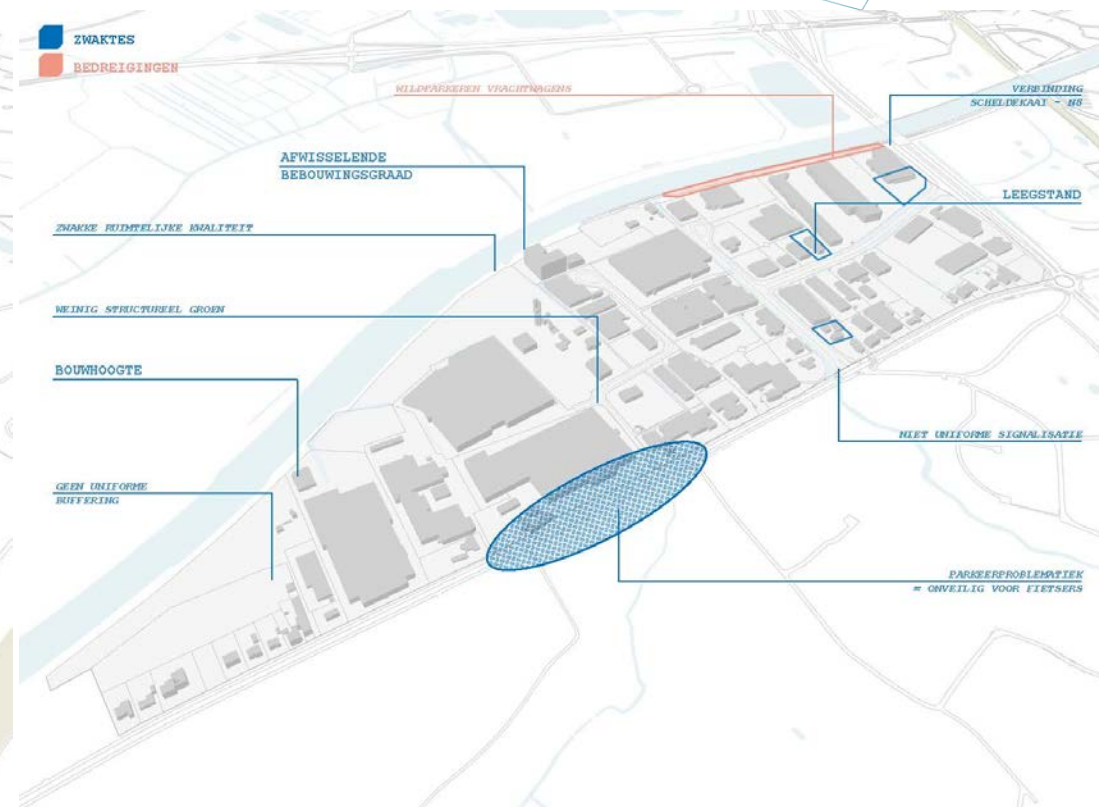 ZWAKTES
BEDREIGINGEN
WILDPARKEREN VRACHTWAGENS
VERBINDING
SCHELDEKAAI - N8
AFWISSELENDE
BEBOUWINGSGRAAD
LEEGSTAND
ZWAKKE RUIMTELIJKE KWALITEIT
WEINIG STRUCTUREEL GROEN
BOUWHOOGTE
NIET UNIFORME SIGNALISATIE
GEEN UNIFORME
BUFFERING
PARKEERPROBLEMATIEK
= ONVEILIG VOOR FIETSERS